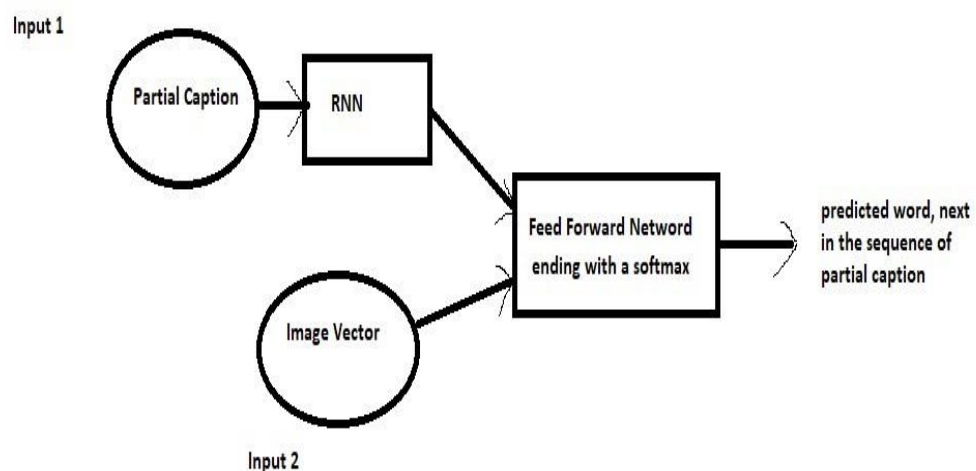 Input 1
Partial Caption
RNN
Feed Forward Netword
ending with a softmax
predicted word, next
in the sequence of
partial caption
Image Vector
Input 2